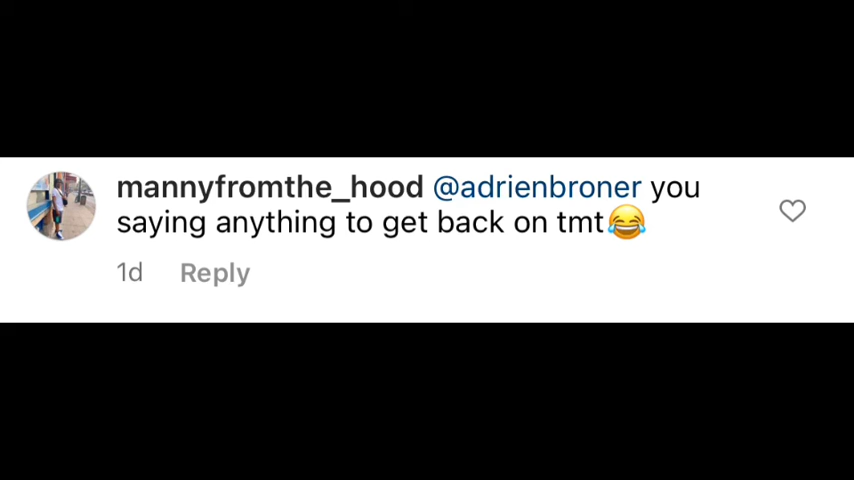 mannyfromthe_hood @adrienbroner you
saying anything to get back on tmt😂
1d Reply